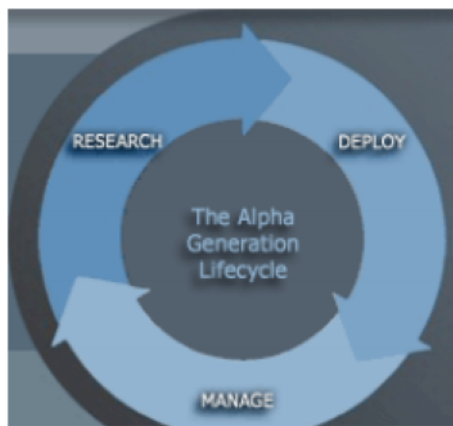 RESEARCH
DEPLOY
The Alpha
Generation
Lifecycle
MANAGE